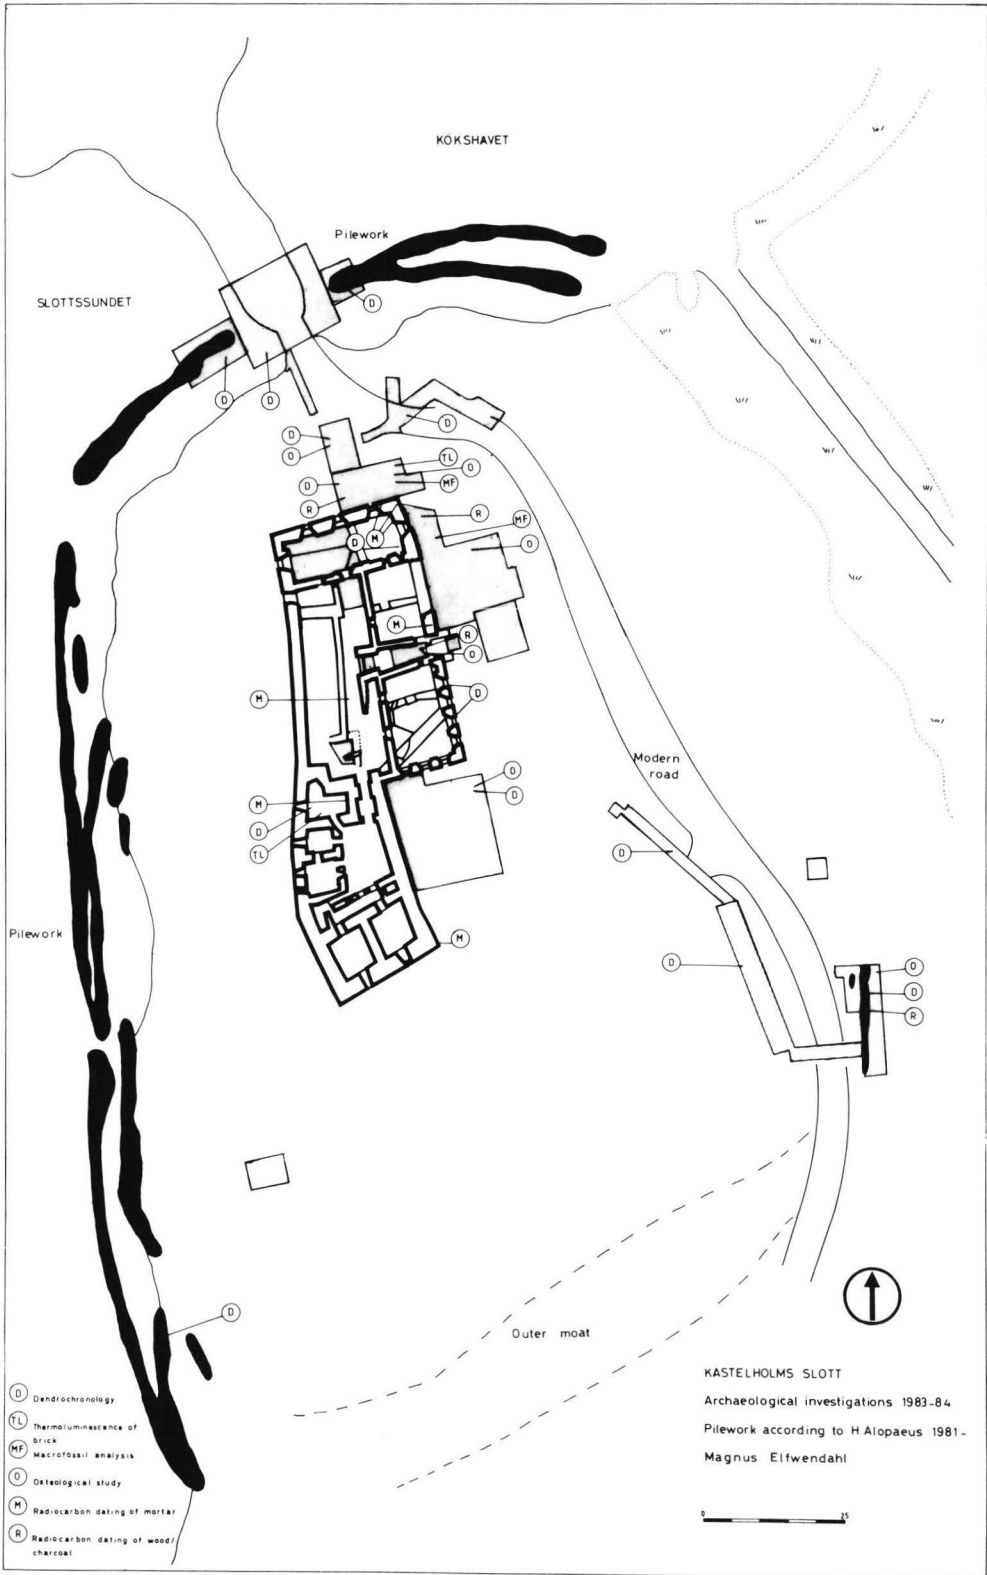 KÖKSHAVET
Pilework
SLOTTSSUNDET
D
D
D
D
D
O
TL
O
D
MF
R
R
MF
D
M
O
M
R
O
M
D
Modern
road
O
D
M
D
TL
D
Pilework
M
D
O
D
R
D
Outer moat
KASTELHOLMS SLOTT
Archaeological investigations 1983-84
Pilework according to H Alopaeus 1981-
Magnus Elfwendahl
0 25
D Dendrochronology
TL Thermoluminescence of
brick
MF Macrofossil analysis
O Osteological study
M Radiocarbon dating of mortar
R Radiocarbon dating of wood/
charcoal